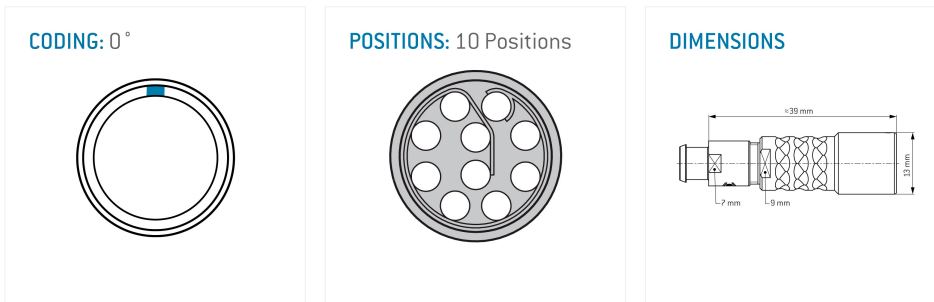 CODING: 0°
POSITIONS: 10 Positions
DIMENSIONS
≈39 mm
13 mm
7 mm
9 mm